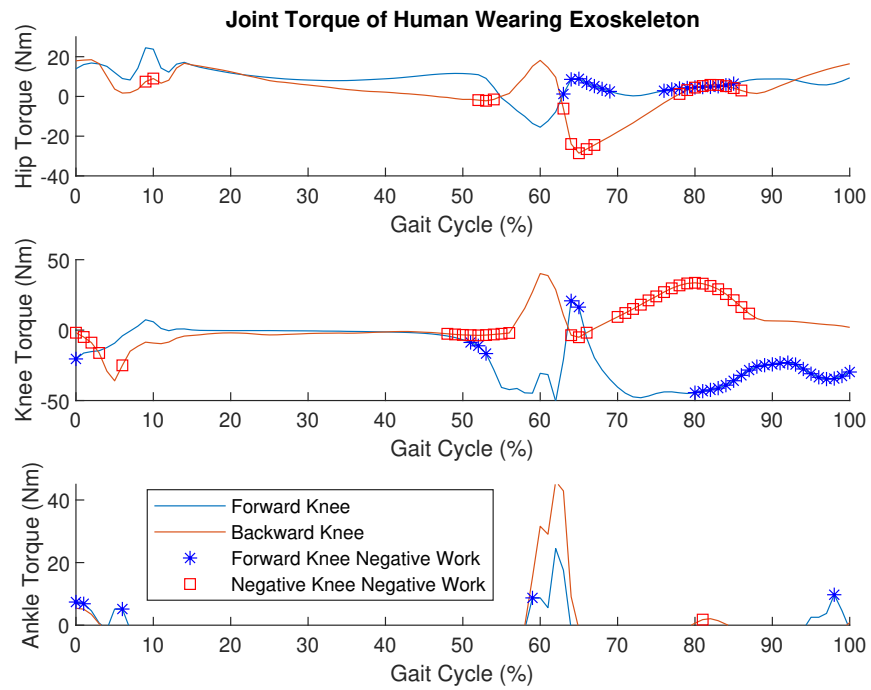 Joint Torque of Human Wearing Exoskeleton
Hip Torque (Nm)
20
0
-20
-40
0 10 20 30 40 50 60 70 80 90 100
Gait Cycle (%)
Knee Torque (Nm)
50
0
-50
0 10 20 30 40 50 60 70 80 90 100
Gait Cycle (%)
Ankle Torque (Nm)
40
20
0
Forward Knee
Backward Knee
Forward Knee Negative Work
Negative Knee Negative Work
0 10 20 30 40 50 60 70 80 90 100
Gait Cycle (%)